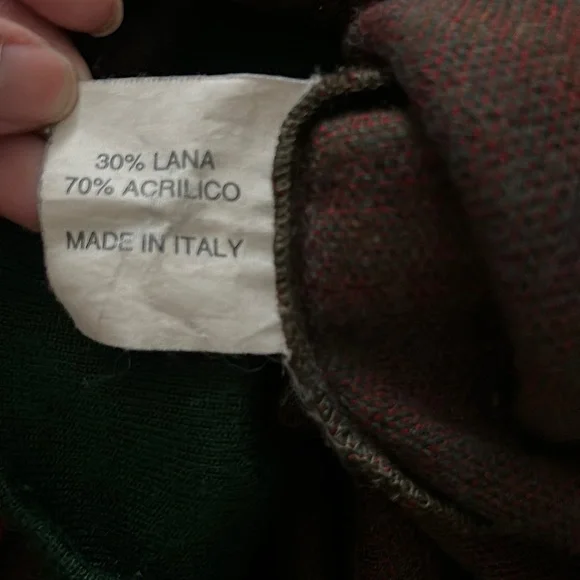 30% LANA
70% ACRILICO
MADE IN ITALY